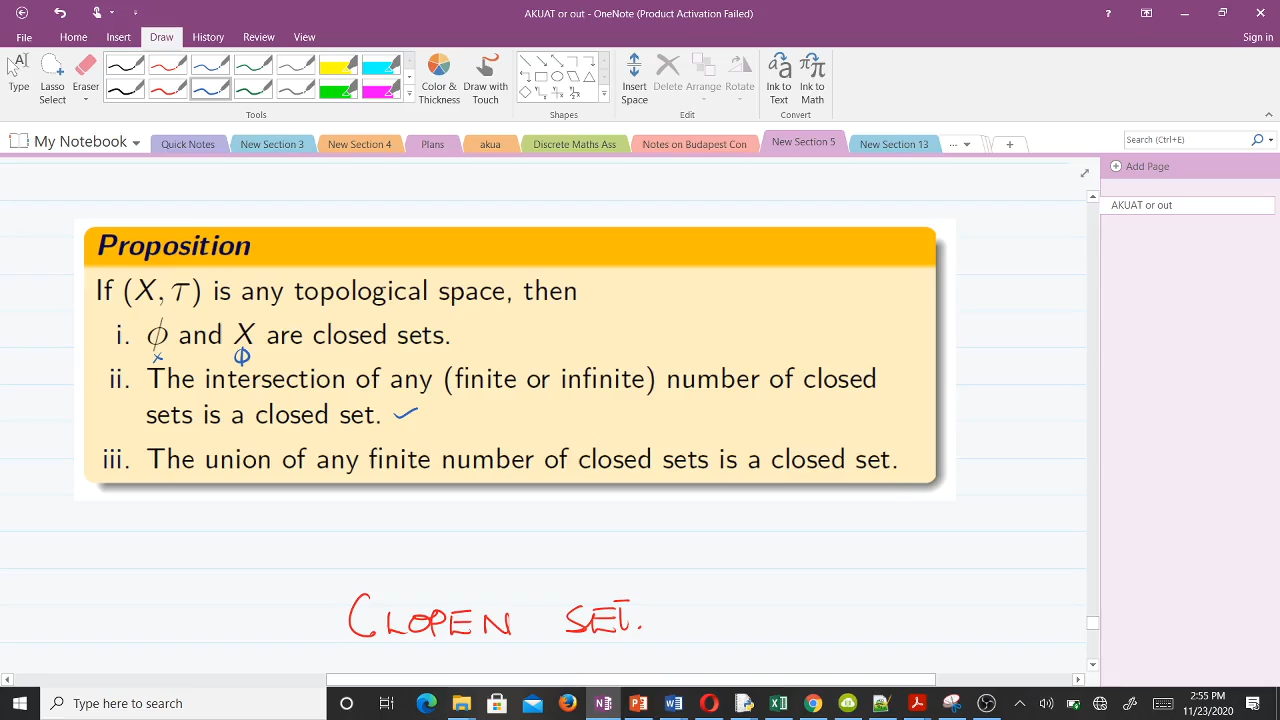 AKUAT or out - OneNote (Product Activation Failed)
File Home Insert Draw History Review View Sign in
Type Lasso Select Eraser Color & Thickness Draw with Touch Insert Space Delete Arrange Rotate Ink to Text Ink to Math
Tools Shapes Edit Convert
My Notebook Quick Notes New Section 3 New Section 4 Plans akua Discrete Maths Ass Notes on Budapest Con New Section 5 New Section 13 ... + Search (Ctrl+E)
Add Page
AKUAT or out
Proposition
If (X, τ) is any topological space, then
i. ϕ and X are closed sets.
x ϕ
ii. The intersection of any (finite or infinite) number of closed
sets is a closed set. ✓
iii. The union of any finite number of closed sets is a closed set.
CLOPEN SET.
Type here to search
2:55 PM
11/23/2020